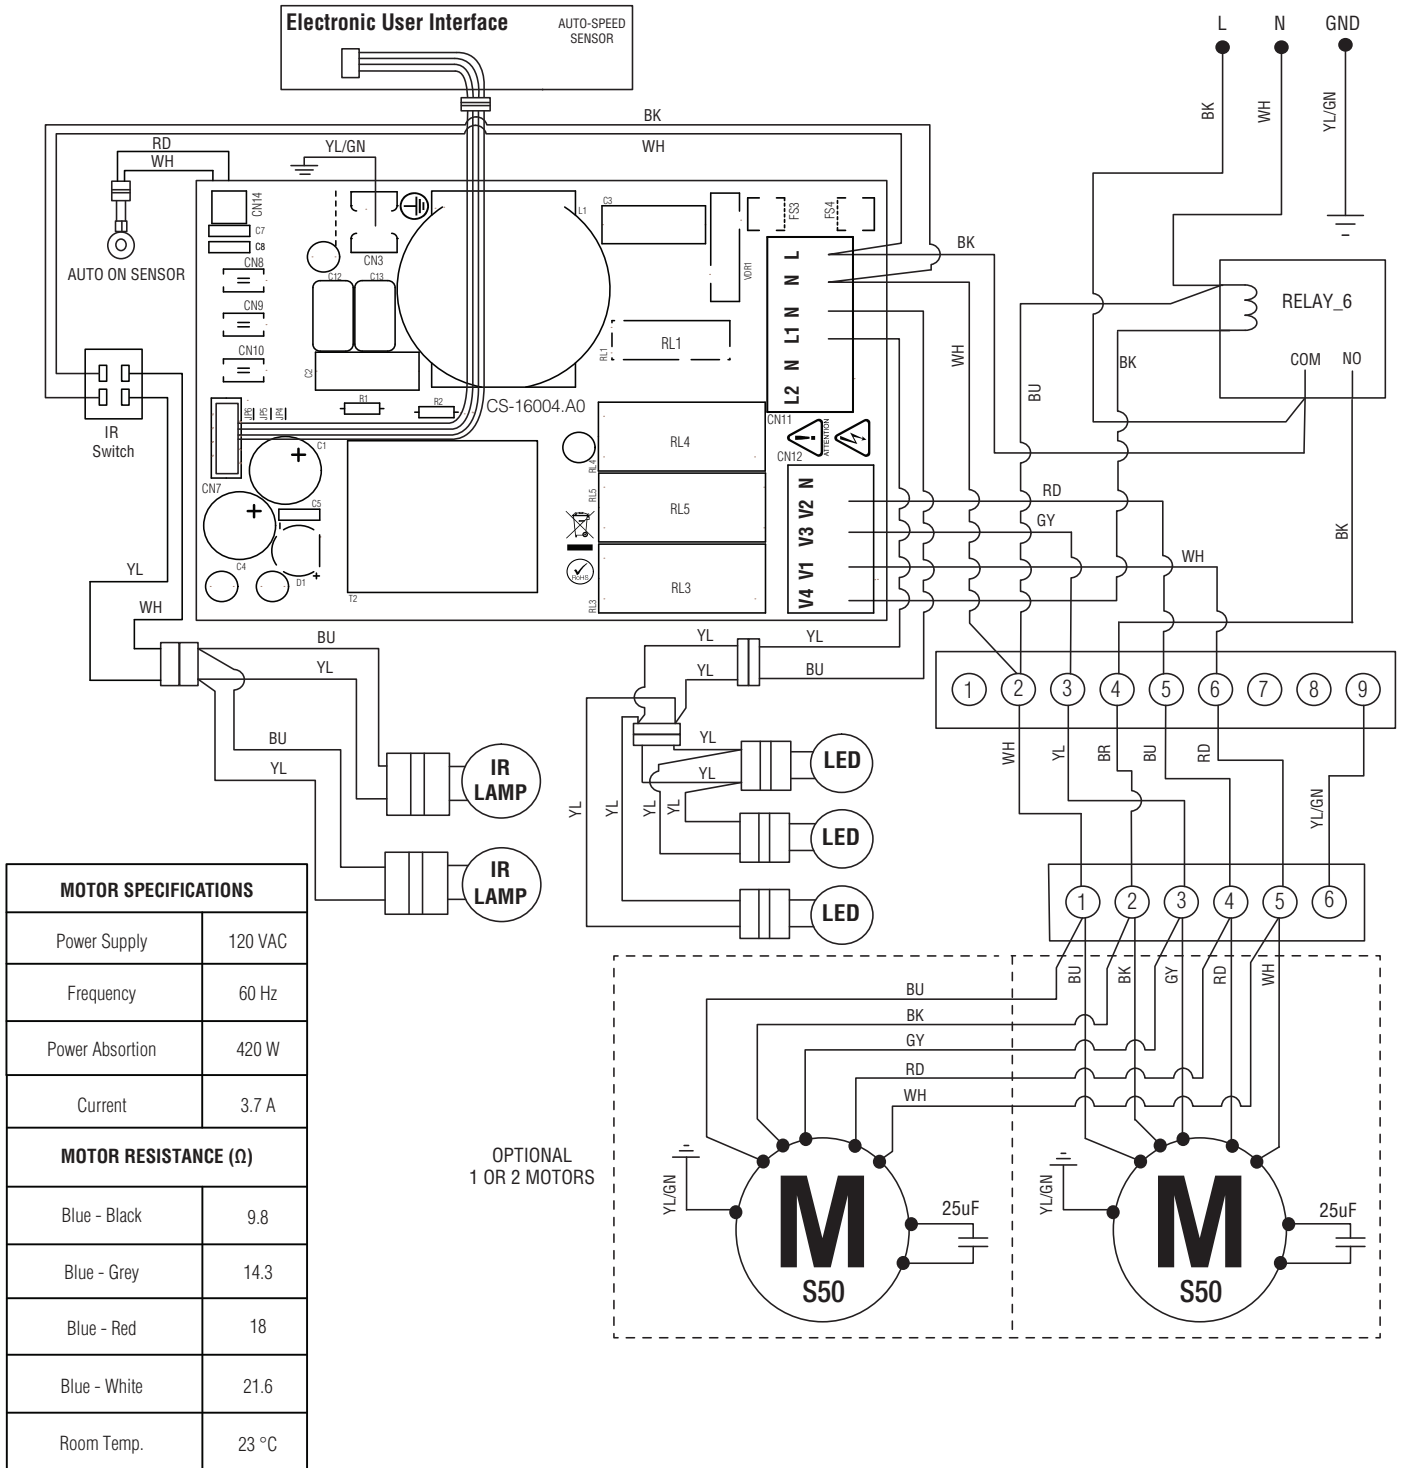 Electronic User Interface
AUTO-SPEED
SENSOR
L
N
GND
BK
WH
YL/GN
BK
WH
RD
WH
YL/GN
AUTO ON SENSOR
CN14
C7
C8
CN8
CN9
CN10
CN3
C12
C13
L1
C3
VDR1
FS3
FS4
C2
R1
R2
CS-16004.A0
RL1
RL1
L
N
N
L1
N
L2
CN11
ATTENTION
CN12
BK
WH
BU
BK
RELAY_6
COM
NO
IR
Switch
JP6
JP5
JP4
CN7
C1
C5
C4
D1
T2
RL4
RL4
RL5
RL5
RL3
RL3
RoHS
N
V2
V3
V1
V4
RD
GY
WH
BK
YL
WH
BU
YL
BU
YL
IR
LAMP
IR
LAMP
YL
YL
YL
BU
YL
YL
YL
YL
YL
YL
LED
LED
LED
1
2
3
4
5
6
7
8
9
WH
YL
BR
BU
RD
YL/GN
1
2
3
4
5
6
BU
BK
GY
RD
WH
BU
BK
GY
RD
WH
OPTIONAL
1 OR 2 MOTORS
YL/GN
M
S50
25uF
YL/GN
M
S50
25uF
MOTOR SPECIFICATIONS
Power Supply 120 VAC
Frequency 60 Hz
Power Absortion 420 W
Current 3.7 A
MOTOR RESISTANCE (Ω)
Blue - Black 9.8
Blue - Grey 14.3
Blue - Red 18
Blue - White 21.6
Room Temp. 23 °C